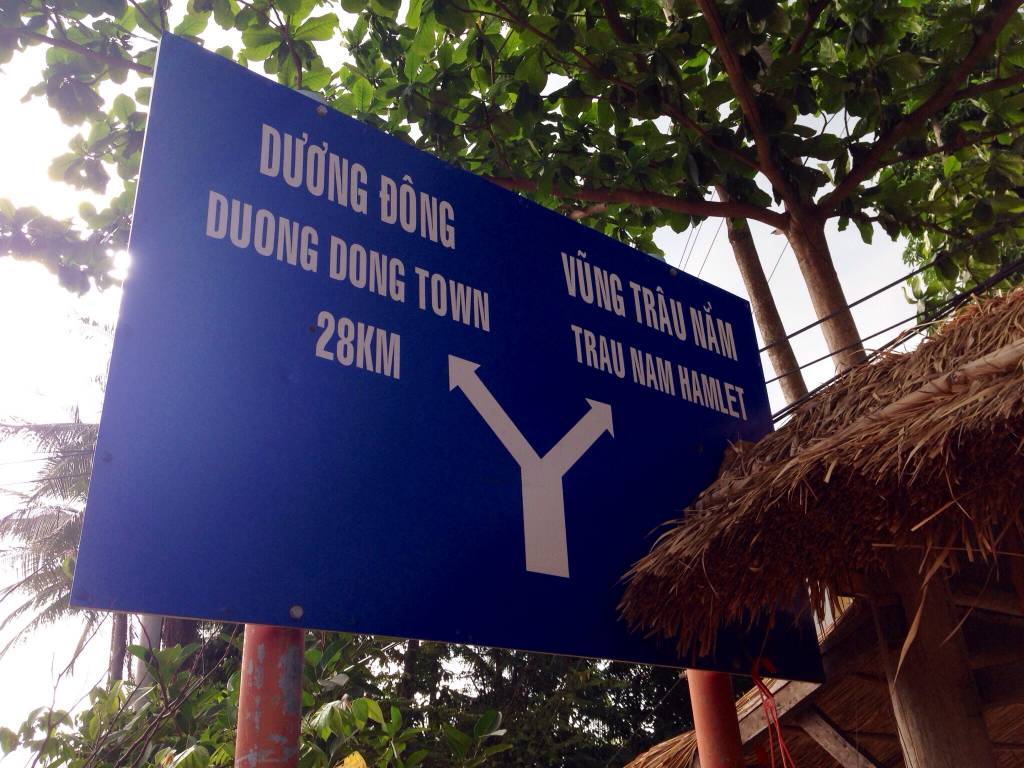 DƯƠNG ĐÔNG
DUONG DONG TOWN
28KM
VŨNG TRÂU NẰM
TRAU NAM HAMLET